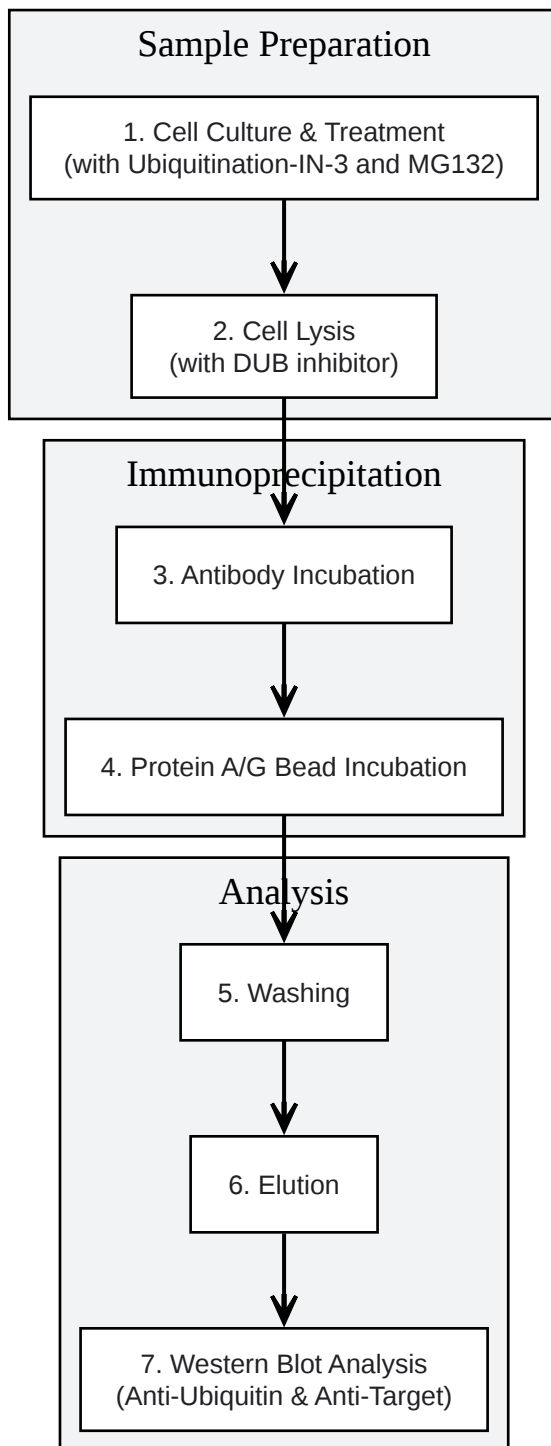 Sample Preparation
1. Cell Culture & Treatment
(with Ubiquitination-IN-3 and MG132)
2. Cell Lysis
(with DUB inhibitor)
Immunoprecipitation
3. Antibody Incubation
4. Protein A/G Bead Incubation
Analysis
5. Washing
6. Elution
7. Western Blot Analysis
(Anti-Ubiquitin & Anti-Target)